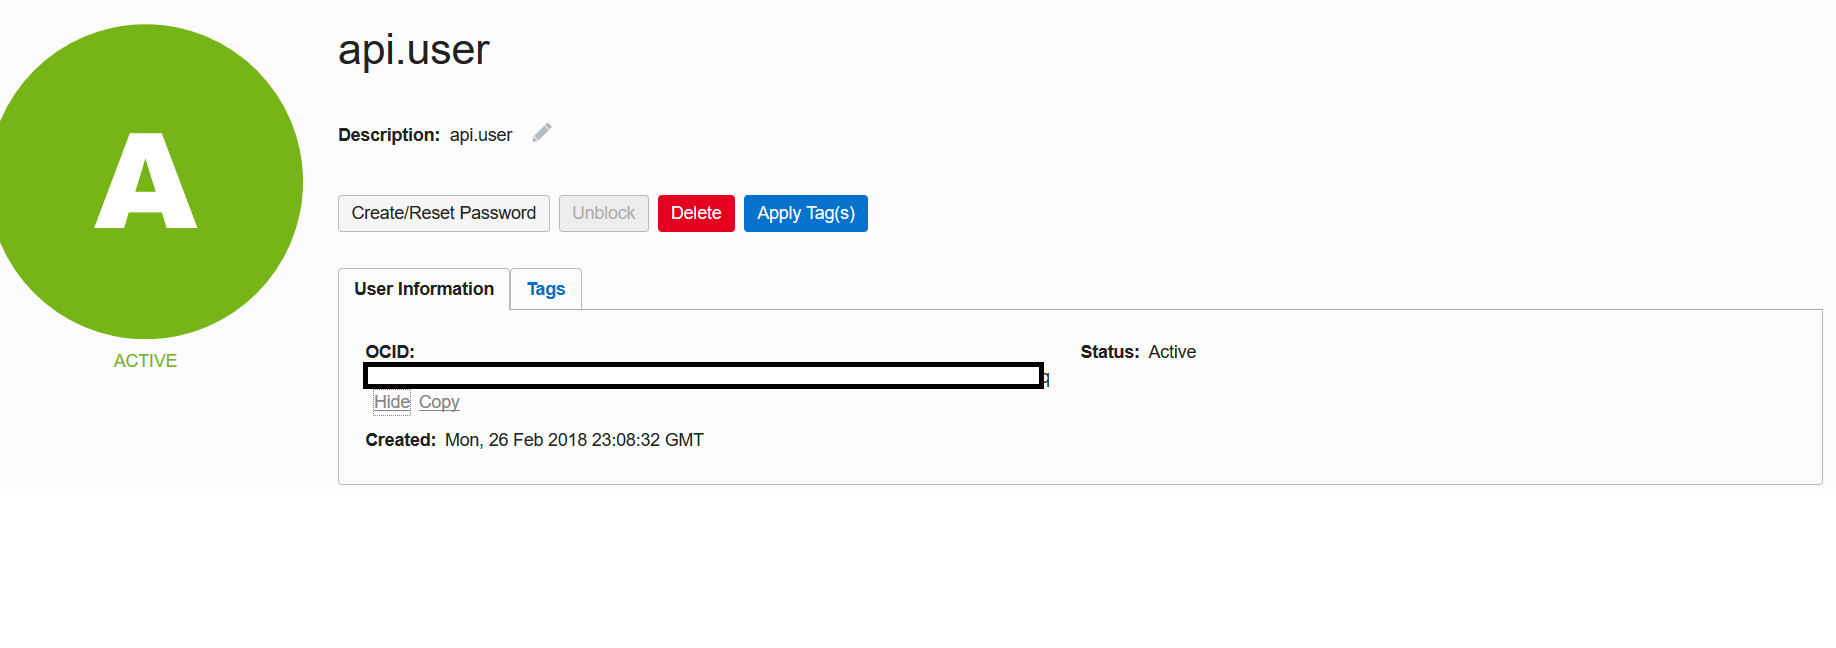 api.user
A
Description: api.user
Create/Reset Password Unblock Delete Apply Tag(s)
ACTIVE
User Information Tags
OCID: Status: Active
q
Hide Copy
Created: Mon, 26 Feb 2018 23:08:32 GMT